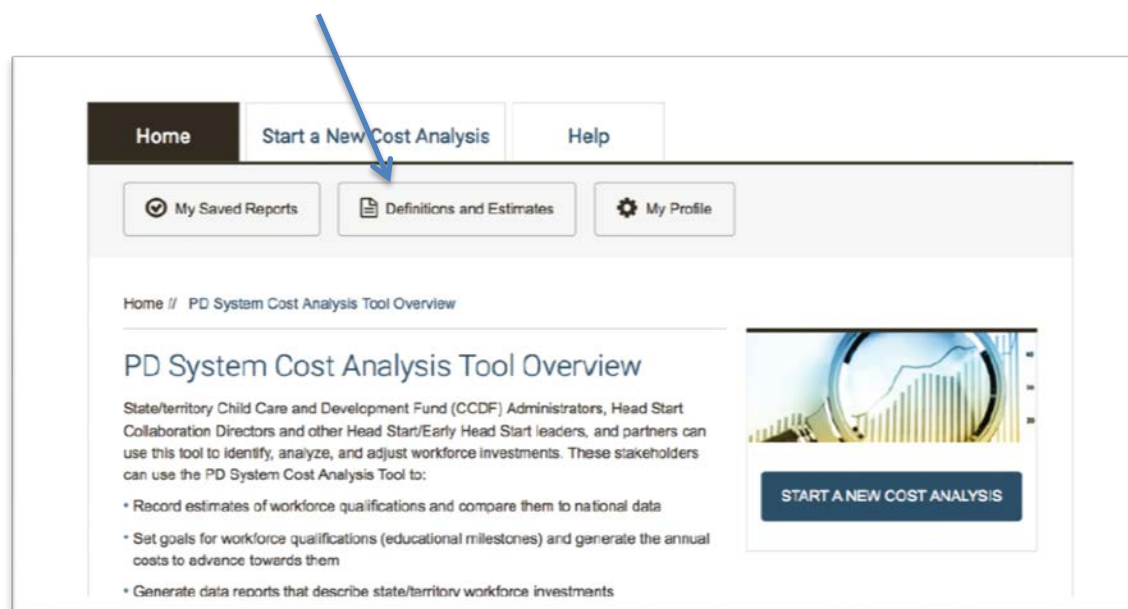 Home Start a New Cost Analysis Help
My Saved Reports Definitions and Estimates My Profile
Home // PD System Cost Analysis Tool Overview
PD System Cost Analysis Tool Overview
State/territory Child Care and Development Fund (CCDF) Administrators, Head Start
Collaboration Directors and other Head Start/Early Head Start leaders, and partners can
use this tool to identify, analyze, and adjust workforce investments. These stakeholders
can use the PD System Cost Analysis Tool to:
• Record estimates of workforce qualifications and compare them to national data
• Set goals for workforce qualifications (educational milestones) and generate the annual
costs to advance towards them
• Generate data reports that describe state/territory workforce investments
40
30
20
START A NEW COST ANALYSIS